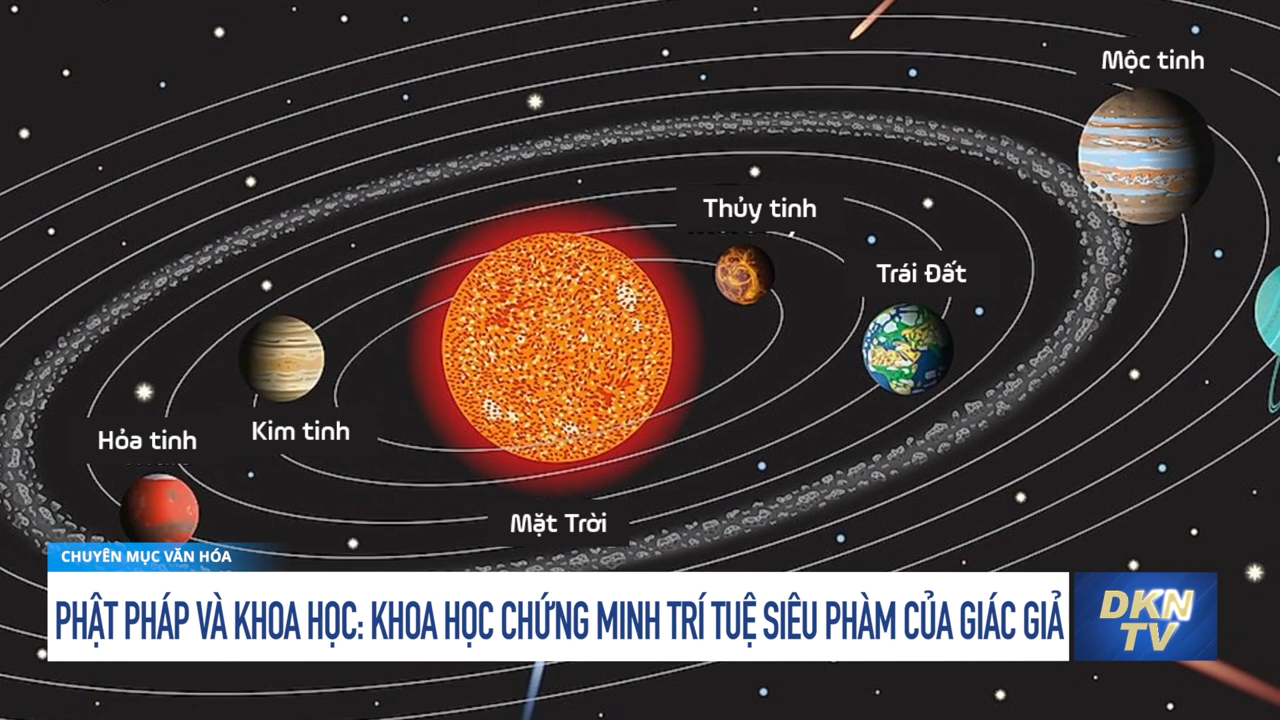 Mộc tinh
Thủy tinh
Trái Đất
Kim tinh
Hỏa tinh
Mặt Trời
CHUYÊN MỤC VĂN HÓA
PHẬT PHÁP VÀ KHOA HỌC: KHOA HỌC CHỨNG MINH TRÍ TUỆ SIÊU PHÀM CỦA GIÁC GIẢ
DKN
TV